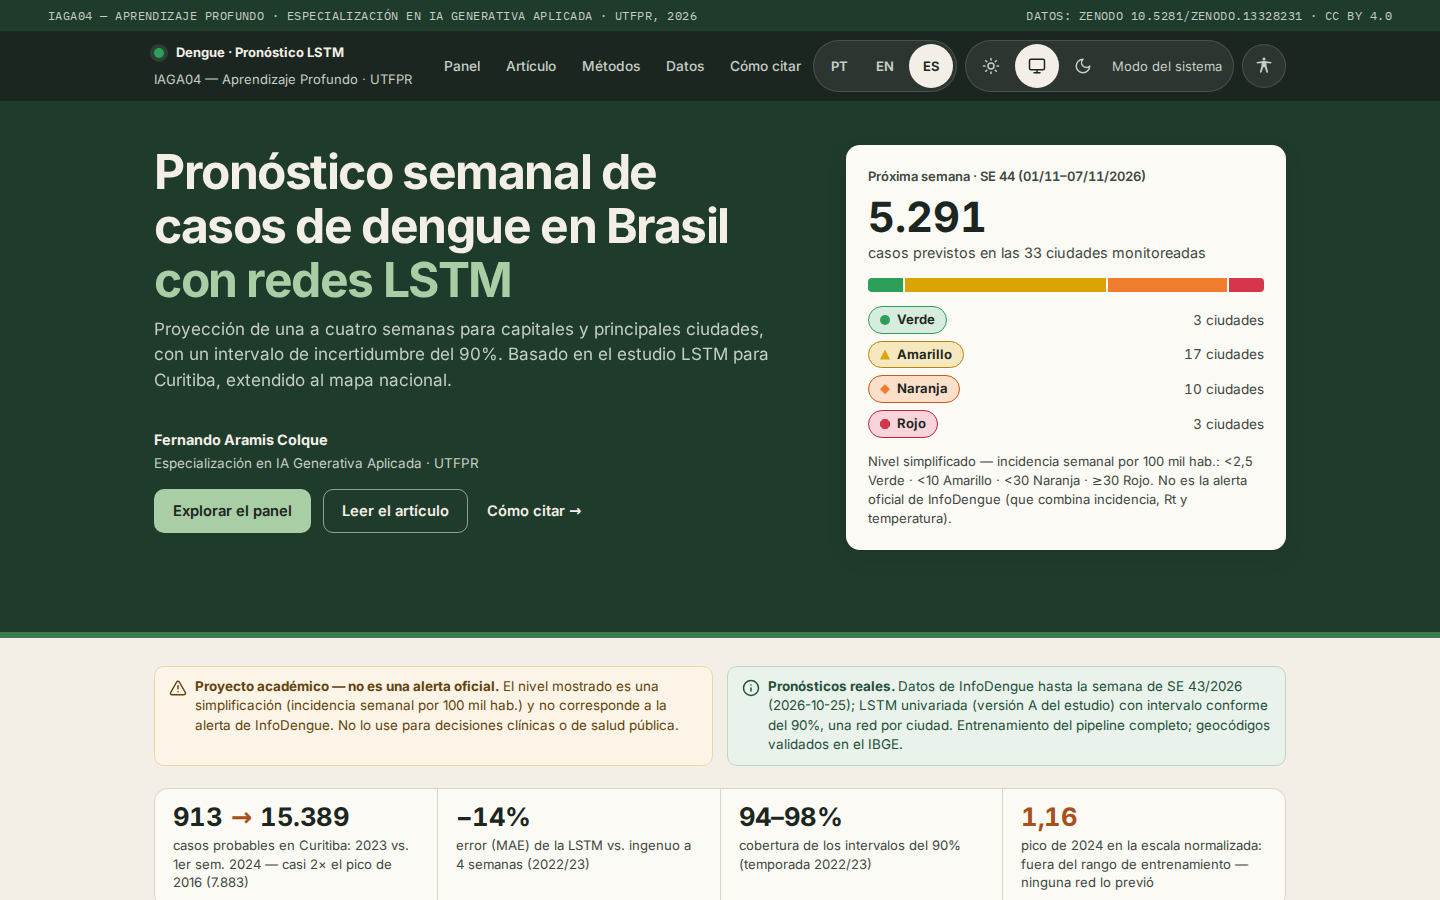 IAGA04 — APRENDIZAJE PROFUNDO · ESPECIALIZACIÓN EN IA GENERATIVA APLICADA · UTFPR, 2026
DATOS: ZENODO 10.5281/ZENODO.13328231 · CC BY 4.0
Dengue · Pronóstico LSTM
IAGA04 — Aprendizaje Profundo · UTFPR
Panel
Artículo
Métodos
Datos
Cómo citar
PT
EN
ES
Modo del sistema
Pronóstico semanal de
casos de dengue en Brasil
con redes LSTM
Proyección de una a cuatro semanas para capitales y principales ciudades,
con un intervalo de incertidumbre del 90%. Basado en el estudio LSTM para
Curitiba, extendido al mapa nacional.
Fernando Aramis Colque
Especialización en IA Generativa Aplicada · UTFPR
Explorar el panel
Leer el artículo
Cómo citar →
Próxima semana · SE 44 (01/11–07/11/2026)
5.291
casos previstos en las 33 ciudades monitoreadas
Verde
3 ciudades
Amarillo
17 ciudades
Naranja
10 ciudades
Rojo
3 ciudades
Nivel simplificado — incidencia semanal por 100 mil hab.: <2,5
Verde · <10 Amarillo · <30 Naranja · ≥30 Rojo. No es la alerta
oficial de InfoDengue (que combina incidencia, Rt y
temperatura).
Proyecto académico — no es una alerta oficial. El nivel mostrado es una
simplificación (incidencia semanal por 100 mil hab.) y no corresponde a la
alerta de InfoDengue. No lo use para decisiones clínicas o de salud pública.
Pronósticos reales. Datos de InfoDengue hasta la semana de SE 43/2026
(2026-10-25); LSTM univariada (versión A del estudio) con intervalo conforme
del 90%, una red por ciudad. Entrenamiento del pipeline completo; geocódigos
validados en el IBGE.
913 → 15.389
casos probables en Curitiba: 2023 vs.
1er sem. 2024 — casi 2× el pico de
2016 (7.883)
−14%
error (MAE) de la LSTM vs. ingenuo a
4 semanas (2022/23)
94–98%
cobertura de los intervalos del 90%
(temporada 2022/23)
1,16
pico de 2024 en la escala normalizada:
fuera del rango de entrenamiento —
ninguna red lo previó